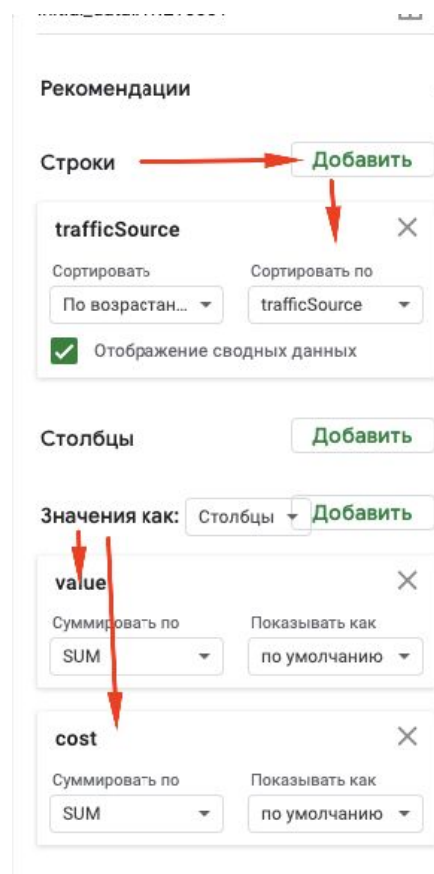 Рекомендации
Строки Добавить
trafficSource
Сортировать Сортировать по
По возрастан... trafficSource
Отображение сводных данных
Столбцы Добавить
Значения как: Столбцы Добавить
value
Суммировать по Показывать как
SUM по умолчанию
cost
Суммировать по Показывать как
SUM по умолчанию